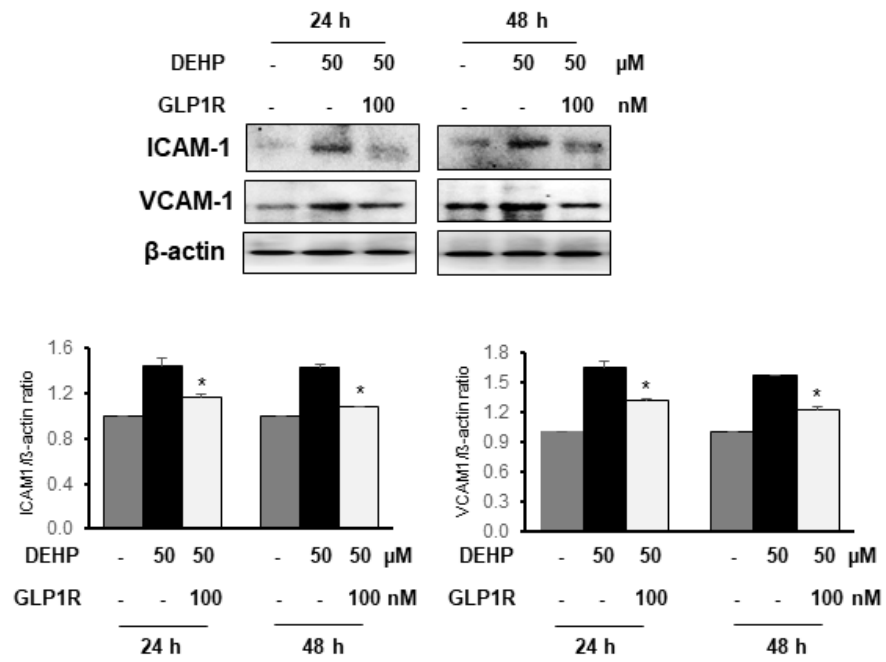 24 h 48 h
DEHP - 50 50 - 50 50 µM
GLP1R - - 100 - - 100 nM
ICAM-1
VCAM-1
β-actin
ICAM1/ß-actin ratio
1.6
1.2
0.8
0.4
0.0
* *
DEHP - 50 50 - 50 50 µM
GLP1R - - 100 - - 100 nM
24 h 48 h
VCAM1/ß-actin ratio
1.8
1.5
1.2
0.9
0.6
0.3
0.0
* *
DEHP - 50 50 - 50 50 µM
GLP1R - - 100 - - 100 nM
24 h 48 h